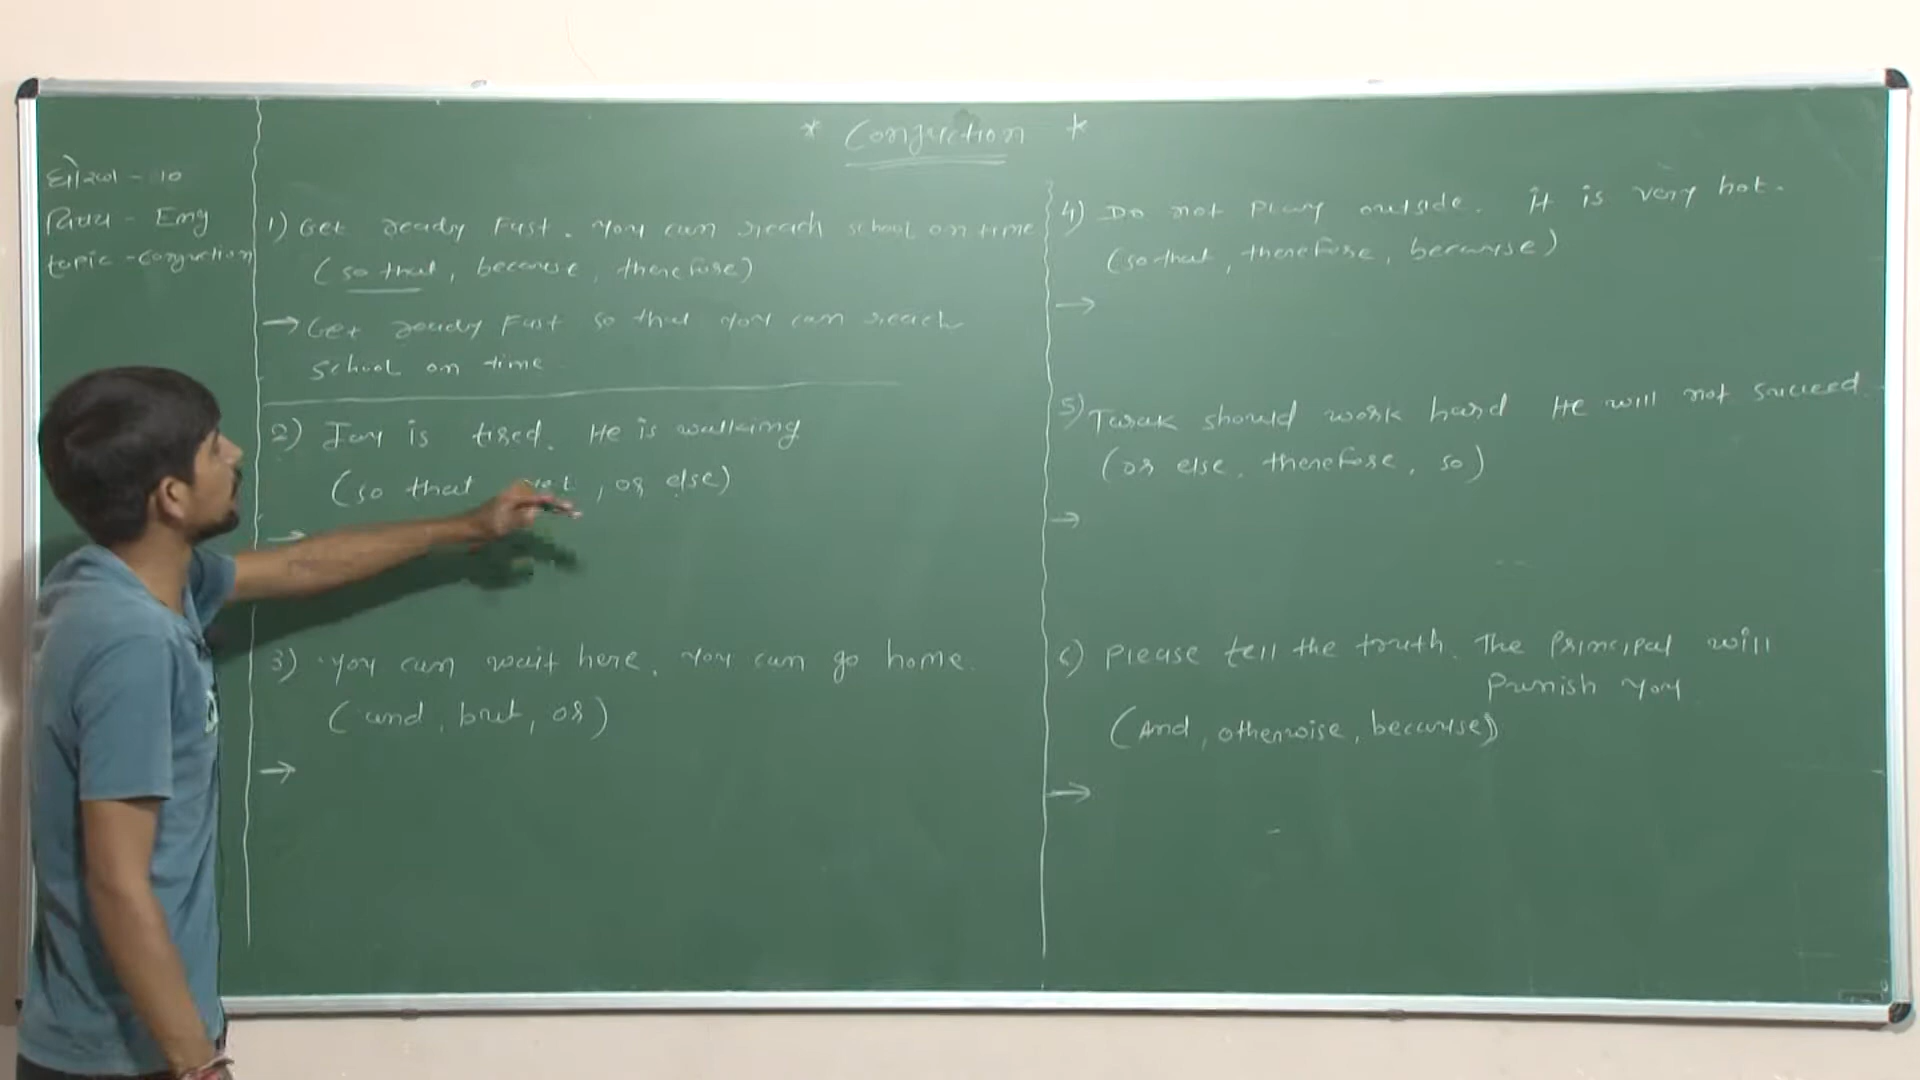 * Conjuction *
ધોરણ - 10
વિષય - Eng
topic - conjuction
1) Get ready Fast. You can reach school on time
(so that, because, therefore)
→ Get ready Fast so that you can reach
school on time
2) Jay is tired. He is walking
(so that, yet, or else)
→
3) You can wait here. You can go home.
(and, but, or)
→
4) Do not Play outside. It is very hot.
(so that, therefore, because)
→
5) Tarak should work hard He will not succeed.
(or else, therefore, so)
→
6) Please tell the truth. The Principal will
Punish you
(And, otherwise, because)
→